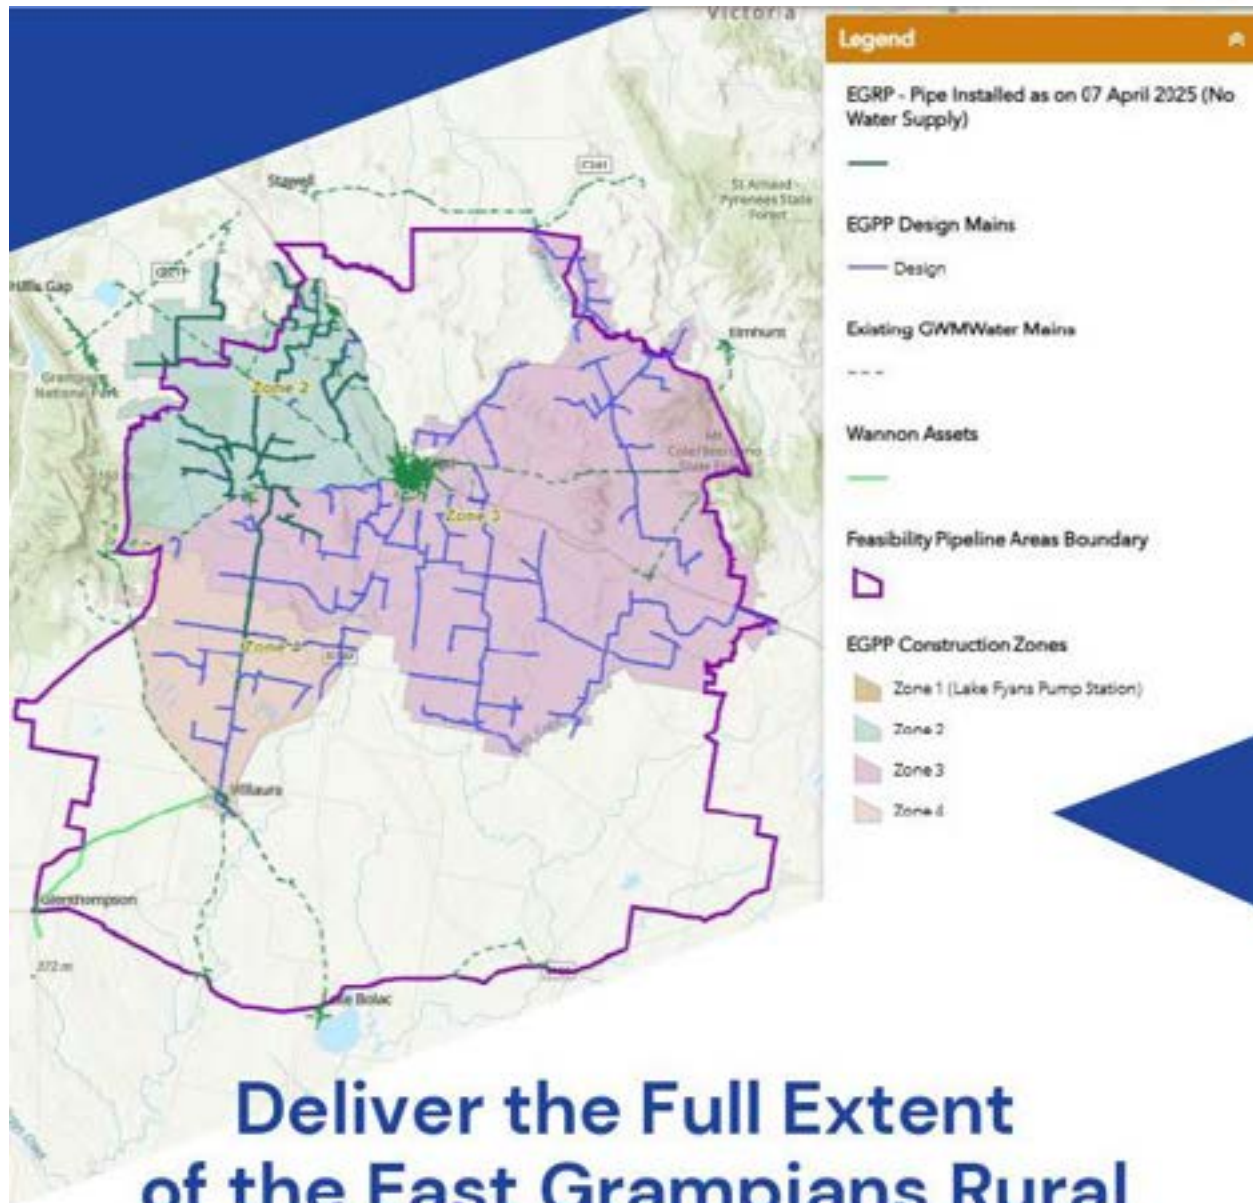 Victoria
Legend
EGRP - Pipe Installed as on 07 April 2025 (No
Water Supply)
EGPP Design Mains
Design
Existing GWMWater Mains
Wannon Assets
Feasibility Pipeline Areas Boundary
EGPP Construction Zones
Zone 1 (Lake Fyans Pump Station)
Zone 2
Zone 3
Zone 4
Stawell
C241
St Arnaud -
Pyrenees State
Forest
Halls Gap
Elmhurst
Grampians
National Park
Zone 2
Zone 3
Zone 4
Willaura
Glenthompson
372 m
Lake Bolac
Deliver the Full Extent
of the East Grampians Rural